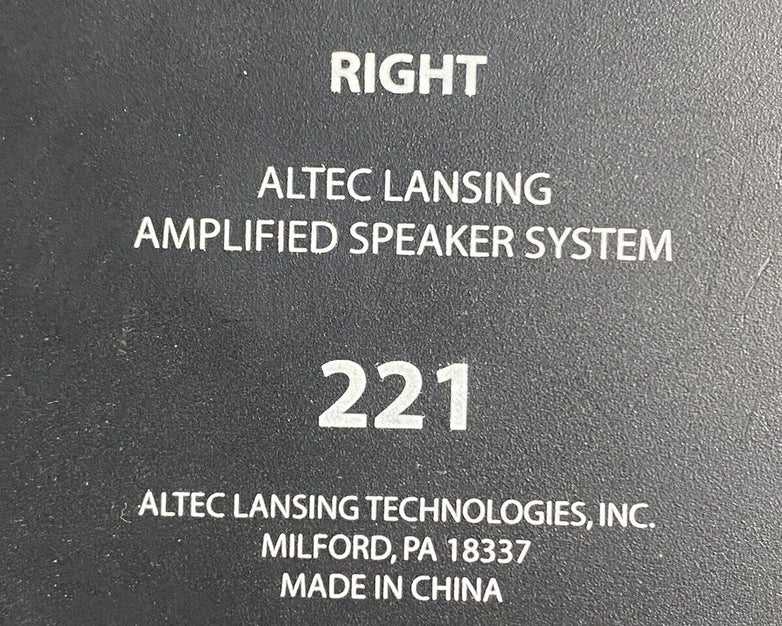 RIGHT
ALTEC LANSING
AMPLIFIED SPEAKER SYSTEM
221
ALTEC LANSING TECHNOLOGIES, INC.
MILFORD, PA 18337
MADE IN CHINA